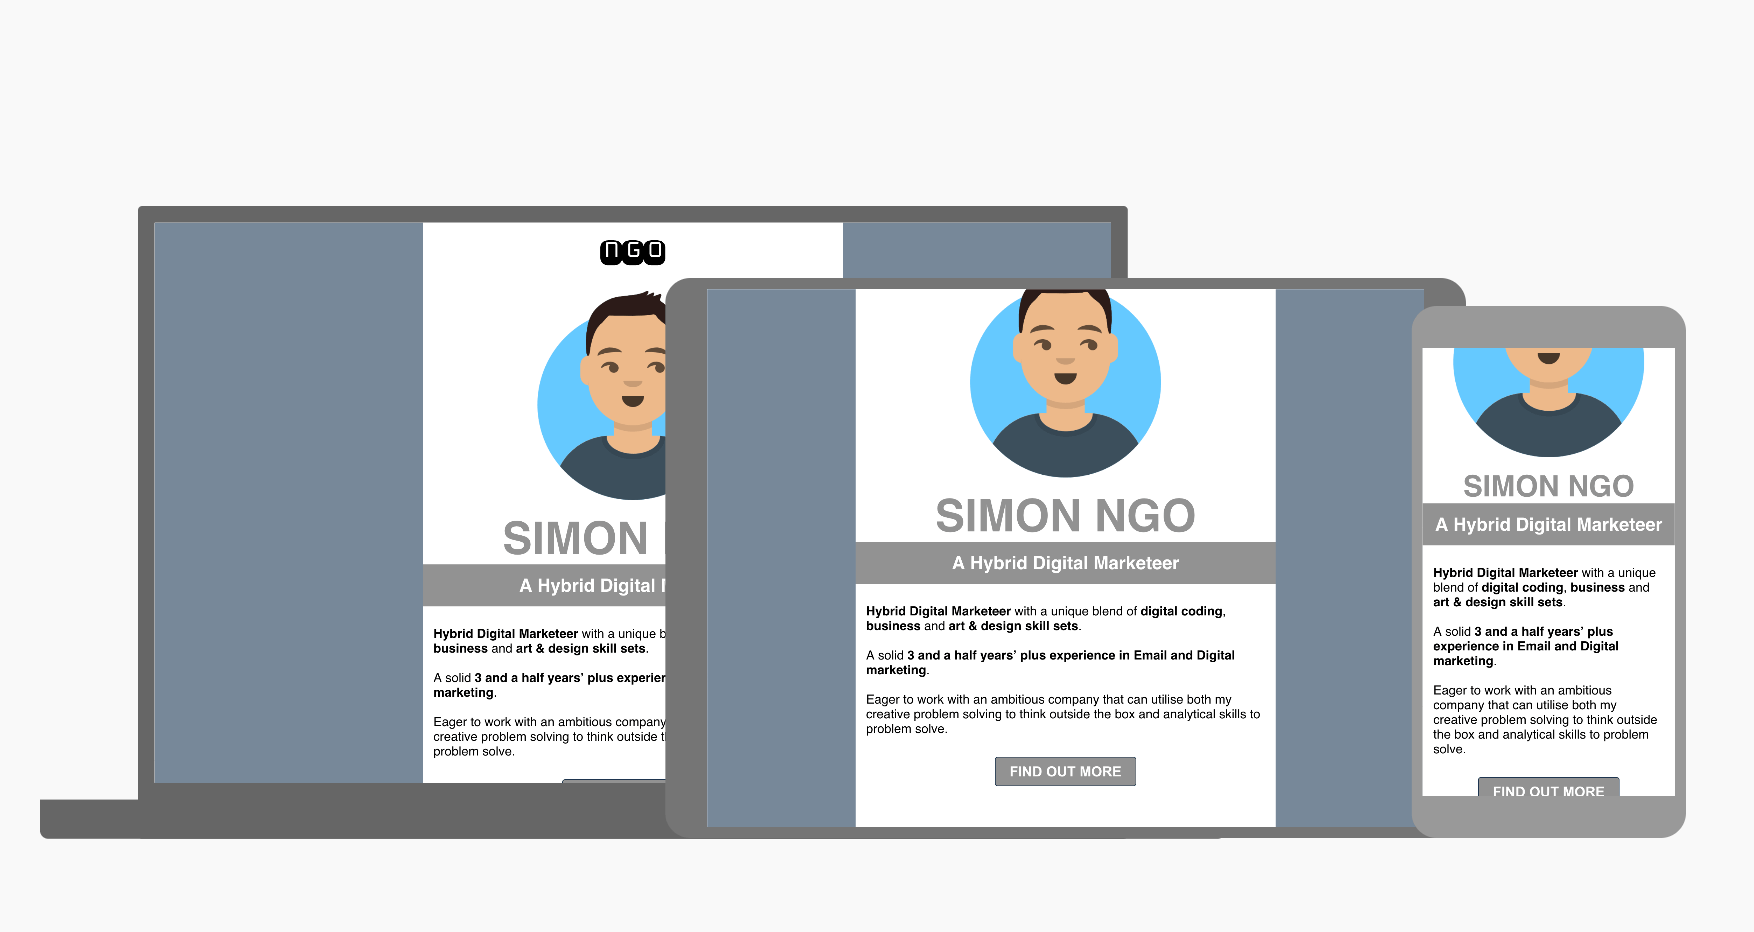 NGO
SIMON
A Hybrid Digital
Hybrid Digital Marketeer with a unique
business and art & design skill sets.
A solid 3 and a half years’ plus
marketing.
Eager to work with an ambitious company
creative problem solving to think outside
problem solve.
SIMON NGO
A Hybrid Digital Marketeer
Hybrid Digital Marketeer with a unique blend of digital coding,
business and art & design skill sets.
A solid 3 and a half years’ plus experience in Email and Digital
marketing.
Eager to work with an ambitious company that can utilise both my
creative problem solving to think outside the box and analytical skills to
problem solve.
FIND OUT MORE
SIMON NGO
A Hybrid Digital Marketeer
Hybrid Digital Marketeer with a unique
blend of digital coding, business and
art & design skill sets.
A solid 3 and a half years’ plus
experience in Email and Digital
marketing.
Eager to work with an ambitious
company that can utilise both my
creative problem solving to think outside
the box and analytical skills to problem
solve.
FIND OUT MORE